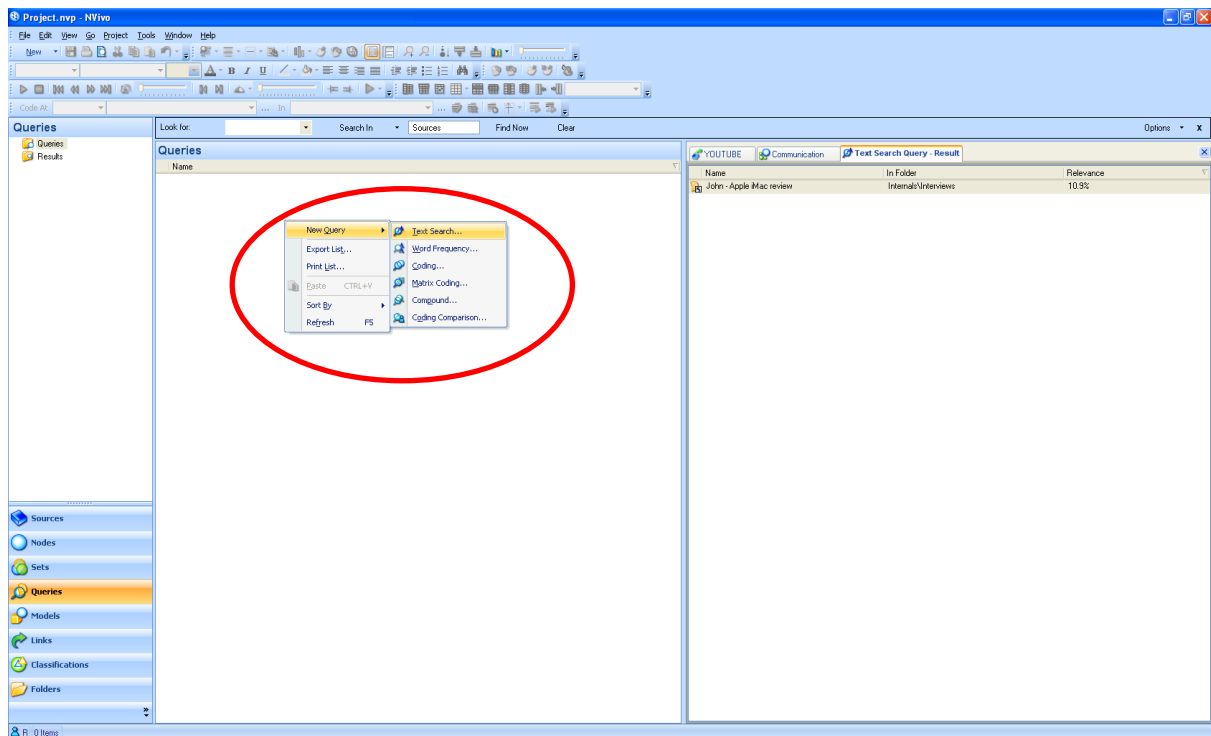 Project.nvp - NVivo
File Edit View Go Project Tools Window Help
New
B I U
Code At In
Queries
Look for: Search In Sources Find Now Clear Options x
Queries
Results
Queries
Name
YOUTUBE Communication Text Search Query - Result
Name In Folder Relevance
John - Apple iMac review Internals\Interviews 10.9%
New Query
Export List...
Print List...
Paste CTRL+V
Sort By
Refresh F5
Text Search...
Word Frequency...
Coding...
Matrix Coding...
Compound...
Coding Comparison...
Sources
Nodes
Sets
Queries
Models
Links
Classifications
Folders
R 0 Items